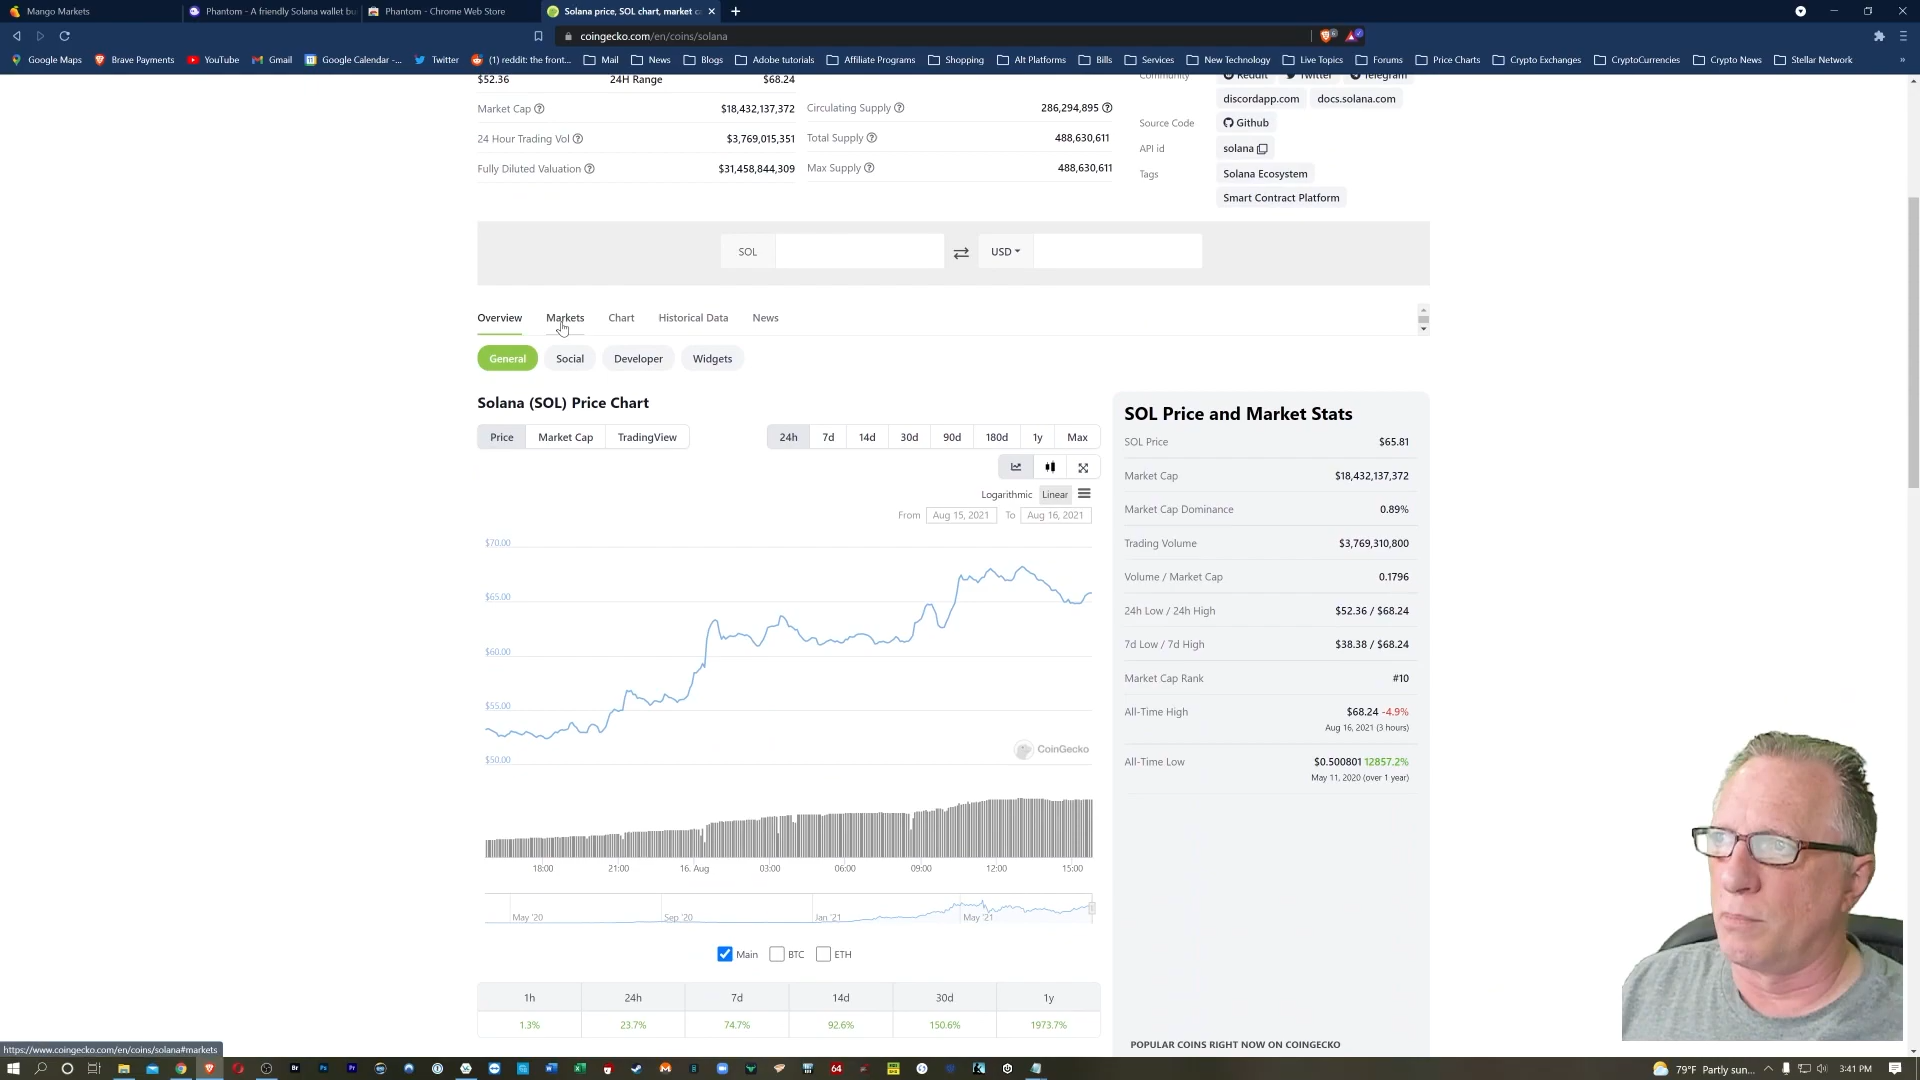 Mango Markets
Phantom - A friendly Solana wallet bu
Phantom - Chrome Web Store
Solana price, SOL chart, market c
coingecko.com/en/coins/solana
Google Maps
Brave Payments
YouTube
Gmail
Google Calendar -...
Twitter
(1) reddit: the front...
Mail
News
Blogs
Adobe tutorials
Affiliate Programs
Shopping
Alt Platforms
Bills
Services
New Technology
Live Topics
Forums
Price Charts
Crypto Exchanges
CryptoCurrencies
Crypto News
Stellar Network
$52.36 24H Range $68.24
Market Cap $18,432,137,372
24 Hour Trading Vol $3,769,015,351
Fully Diluted Valuation $31,458,844,309
Circulating Supply 286,294,895
Total Supply 488,630,611
Max Supply 488,630,611
Community Reddit Twitter Telegram
discordapp.com docs.solana.com
Source Code Github
API id solana
Tags Solana Ecosystem
Smart Contract Platform
SOL USD
Overview Markets Chart Historical Data News
General Social Developer Widgets
Solana (SOL) Price Chart
Price Market Cap TradingView
24h 7d 14d 30d 90d 180d 1y Max
Logarithmic Linear
From Aug 15, 2021 To Aug 16, 2021
$70.00
$65.00
$60.00
$55.00
$50.00
CoinGecko
18:00 21:00 16. Aug 03:00 06:00 09:00 12:00 15:00
May '20 Sep '20 Jan '21 May '21
Main BTC ETH
1h 24h 7d 14d 30d 1y
1.3% 23.7% 74.7% 92.6% 150.6% 1973.7%
SOL Price and Market Stats
SOL Price $65.81
Market Cap $18,432,137,372
Market Cap Dominance 0.89%
Trading Volume $3,769,310,800
Volume / Market Cap 0.1796
24h Low / 24h High $52.36 / $68.24
7d Low / 7d High $38.38 / $68.24
Market Cap Rank #10
All-Time High $68.24 -4.9%
Aug 16, 2021 (3 hours)
All-Time Low $0.500801 12857.2%
May 11, 2020 (over 1 year)
POPULAR COINS RIGHT NOW ON COINGECKO
https://www.coingecko.com/en/coins/solana#markets
79°F Partly sun...
3:41 PM